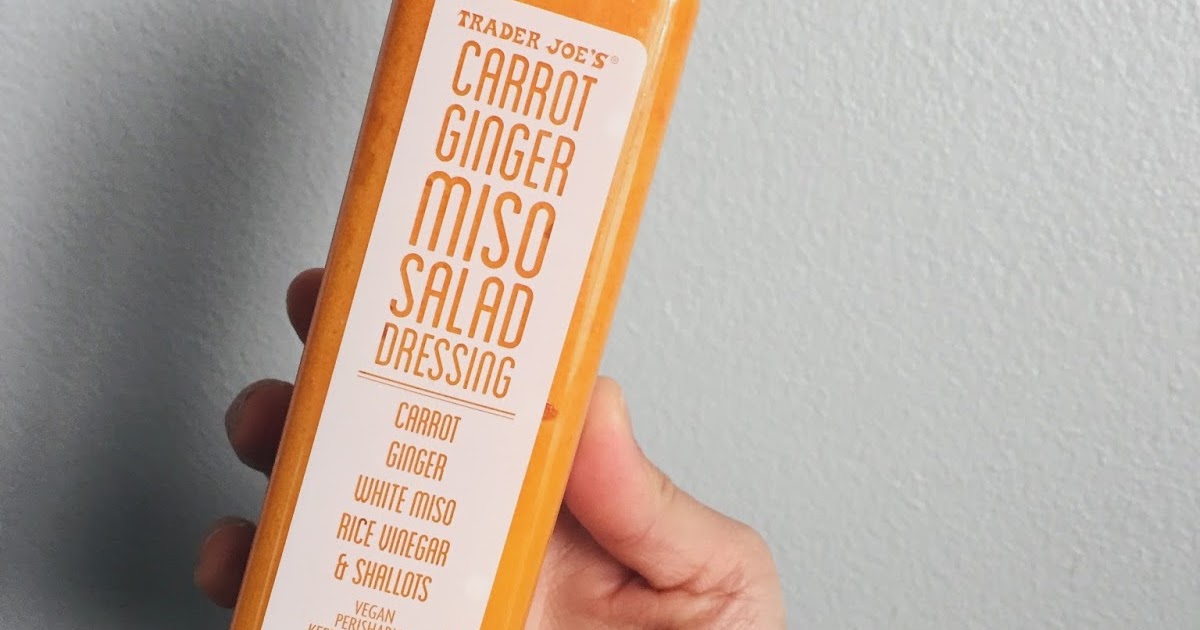 TRADER JOE'S®
CARROT
GINGER
MISO
SALAD
DRESSING
CARROT
GINGER
WHITE MISO
RICE VINEGAR
& SHALLOTS
VEGAN